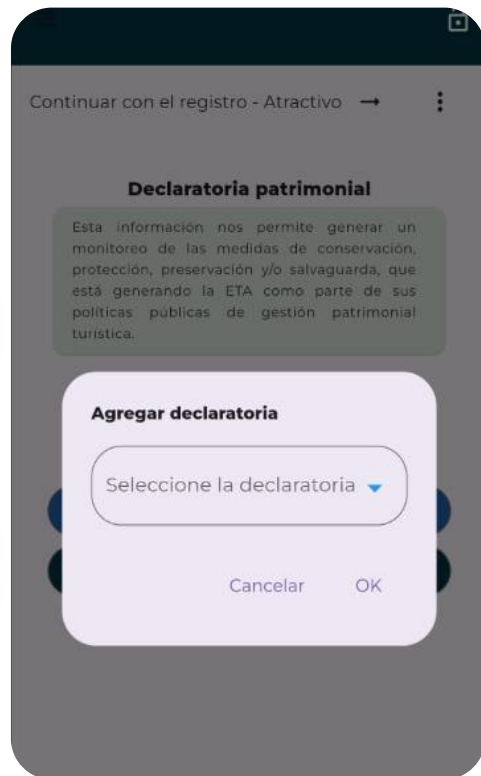 Continuar con el registro - Atractivo →
Declaratoria patrimonial
Esta información nos permite generar un
monitoreo de las medidas de conservación,
protección, preservación y/o salvaguarda, que
está generando la ETA como parte de sus
políticas públicas de gestión patrimonial
turística.
Agregar declaratoria
Seleccione la declaratoria
Cancelar OK